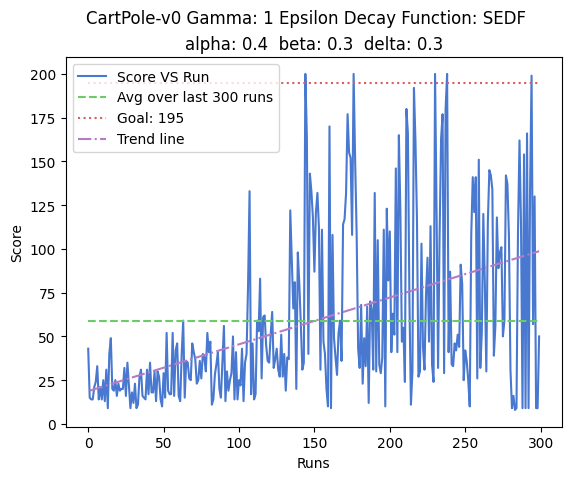 CartPole-v0 Gamma: 1 Epsilon Decay Function: SEDF
alpha: 0.4  beta: 0.3  delta: 0.3
Score VS Run
Avg over last 300 runs
Goal: 195
Trend line
200
175
150
125
100
75
50
25
0
Score
0 50 100 150 200 250 300
Runs